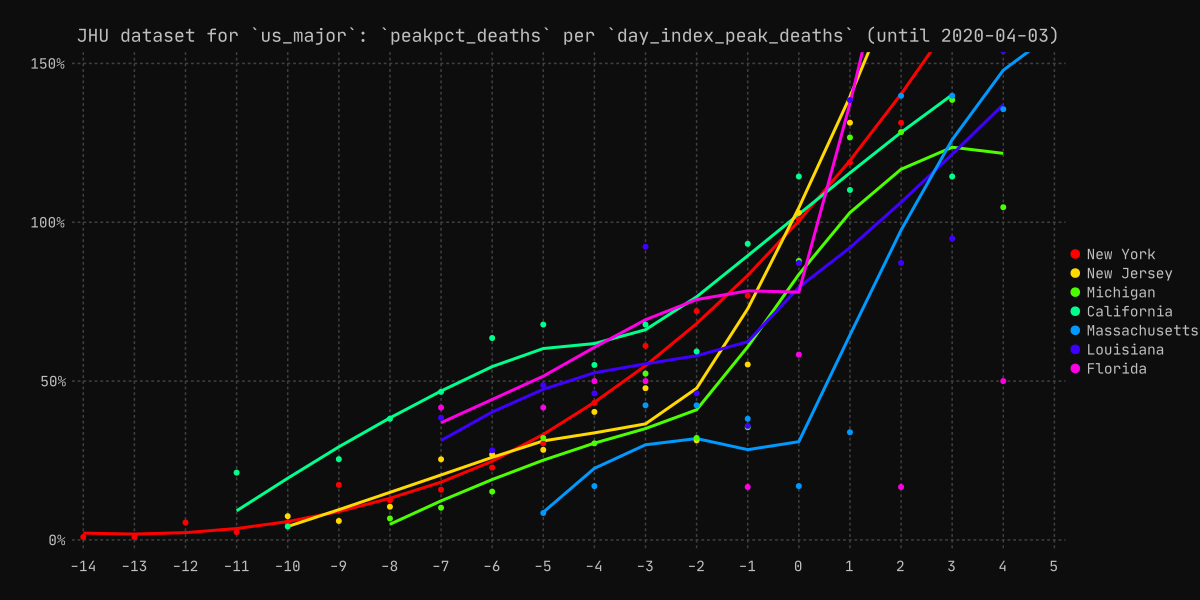 JHU dataset for `us_major`: `peakpct_deaths` per `day_index_peak_deaths` (until 2020-04-03)
150%
100%
50%
0%
-14 -13 -12 -11 -10 -9 -8 -7 -6 -5 -4 -3 -2 -1 0 1 2 3 4 5
New York
New Jersey
Michigan
California
Massachusetts
Louisiana
Florida